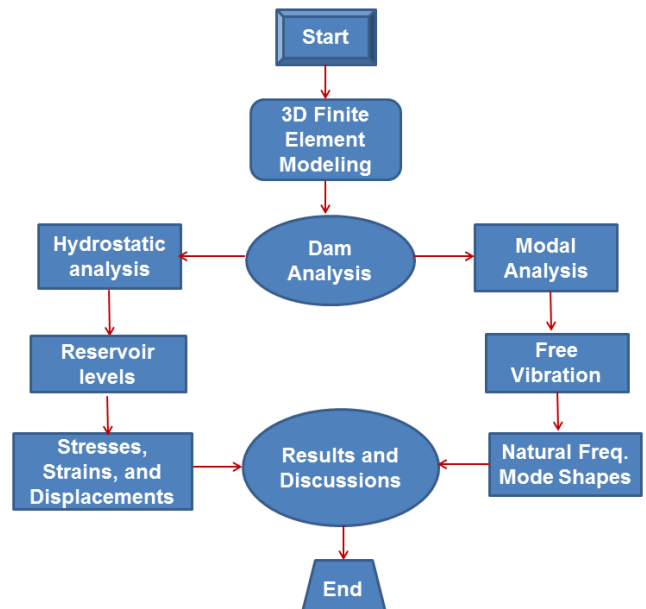 Start
3D Finite
Element
Modeling
Dam
Analysis
Hydrostatic
analysis
Modal
Analysis
Reservoir
levels
Free
Vibration
Stresses,
Strains, and
Displacements
Results and
Discussions
Natural Freq.
Mode Shapes
End